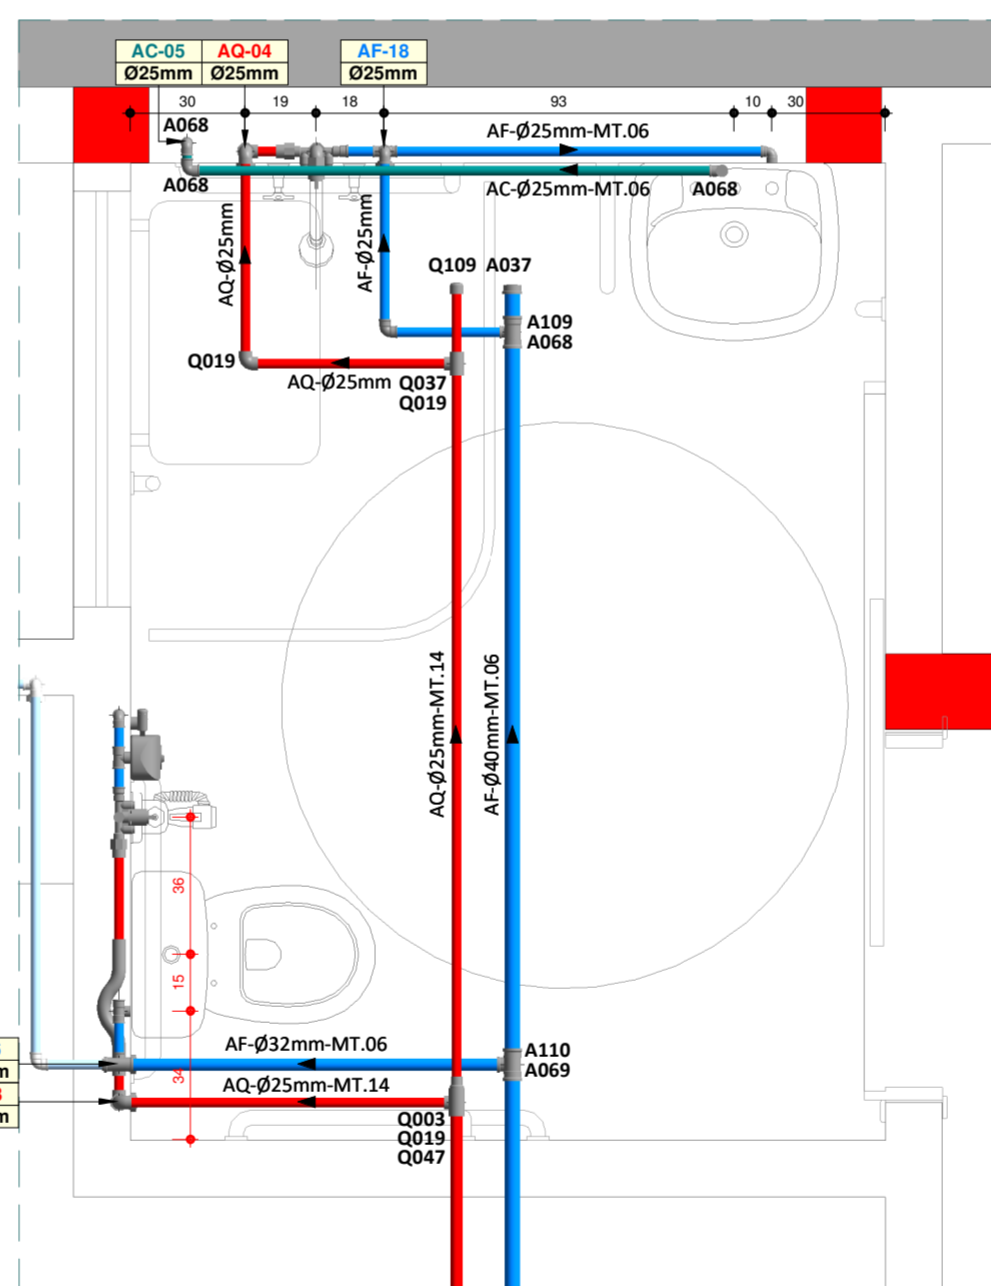 AC-05 AQ-04 AF-18
Ø25mm Ø25mm Ø25mm
30 19 18 93 10 30
A068
AF-Ø25mm-MT.06
A068
AC-Ø25mm-MT.06
A068
AQ-Ø25mm
AF-Ø25mm
Q109 A037
A109
A068
Q019
AQ-Ø25mm
Q037
Q019
AQ-Ø25mm-MT.14
AF-Ø40mm-MT.06
36
15
34
AF-Ø32mm-MT.06
A110
A069
AQ-Ø25mm-MT.14
Q003
Q019
Q047
m
m